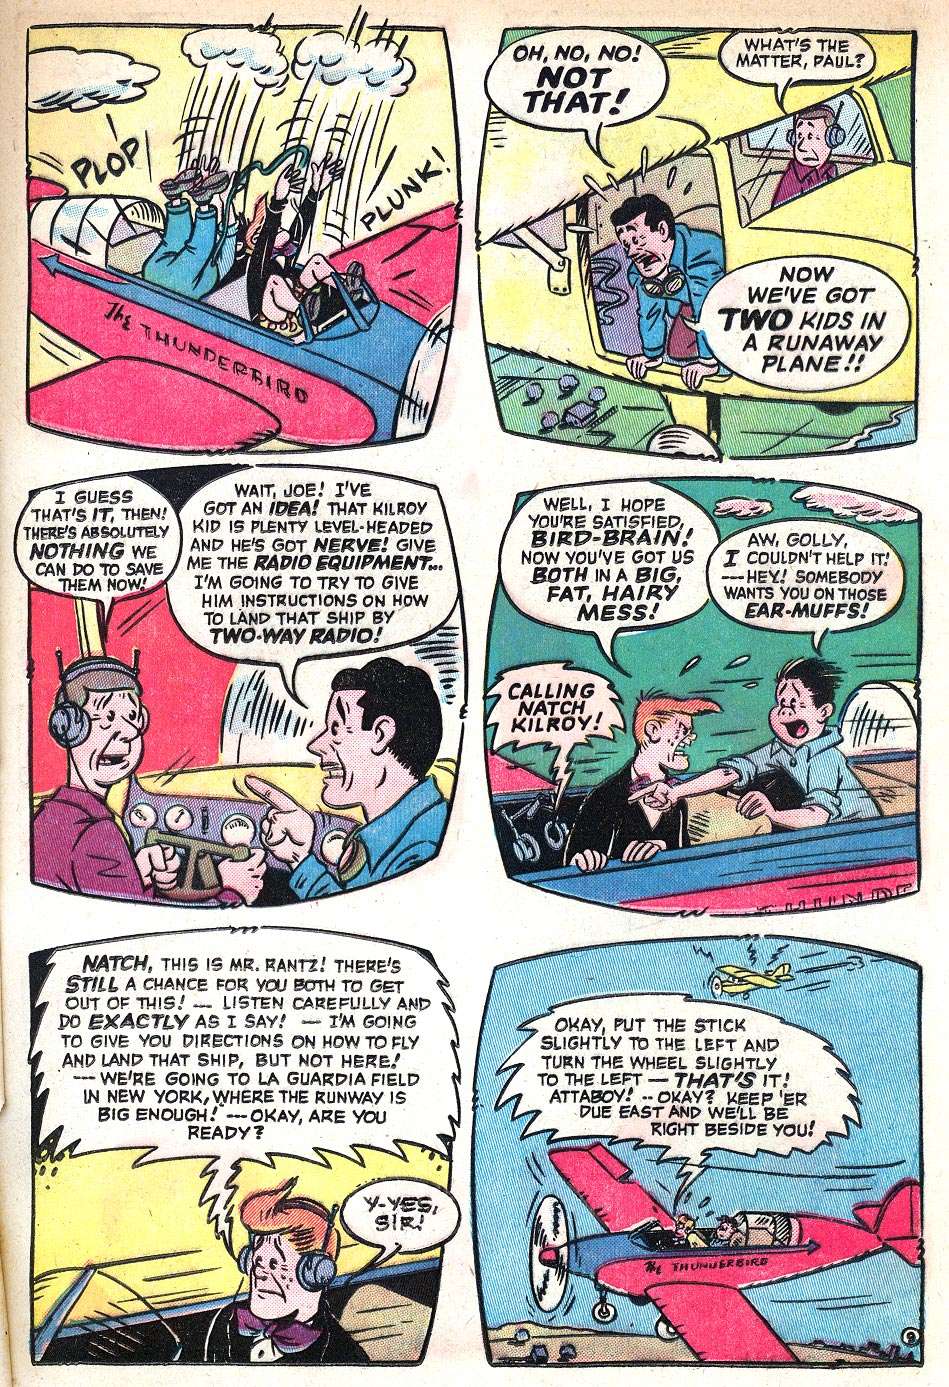 PLOP!
PLUNK!
The THUNDERBIRD
OH, NO, NO!
NOT
THAT!
WHAT'S THE
MATTER, PAUL?
NOW
WE'VE GOT
TWO KIDS IN
A RUNAWAY
PLANE!!
I GUESS
THAT'S IT, THEN!
THERE'S ABSOLUTELY
NOTHING WE
CAN DO TO SAVE
THEM NOW!
WAIT, JOE! I'VE
GOT AN IDEA! THAT KILROY
KID IS PLENTY LEVEL-HEADED
AND HE'S GOT NERVE! GIVE
ME THE RADIO EQUIPMENT...
I'M GOING TO TRY TO GIVE
HIM INSTRUCTIONS ON HOW
TO LAND THAT SHIP BY
TWO-WAY RADIO!
WELL, I HOPE
YOU'RE SATISFIED,
BIRD-BRAIN!
NOW YOU'VE GOT US
BOTH IN A BIG,
FAT, HAIRY
MESS!
AW, GOLLY,
I COULDN'T HELP IT!
---HEY! SOMEBODY
WANTS YOU ON THOSE
EAR-MUFFS!
CALLING
NATCH
KILROY!
THUNDE
NATCH, THIS IS MR. RANTZ! THERE'S
STILL A CHANCE FOR YOU BOTH TO GET
OUT OF THIS! -- LISTEN CAREFULLY AND
DO EXACTLY AS I SAY! -- I'M GOING
TO GIVE YOU DIRECTIONS ON HOW TO FLY
AND LAND THAT SHIP, BUT NOT HERE!
--- WE'RE GOING TO LA GUARDIA FIELD
IN NEW YORK, WHERE THE RUNWAY IS
BIG ENOUGH! --- OKAY, ARE YOU
READY?
Y-YES,
SIR!
OKAY, PUT THE STICK
SLIGHTLY TO THE LEFT AND
TURN THE WHEEL SLIGHTLY
TO THE LEFT -- THAT'S IT!
ATTABOY! -- OKAY? KEEP 'ER
DUE EAST AND WE'LL BE
RIGHT BESIDE YOU!
The THUNDERBIRD
9